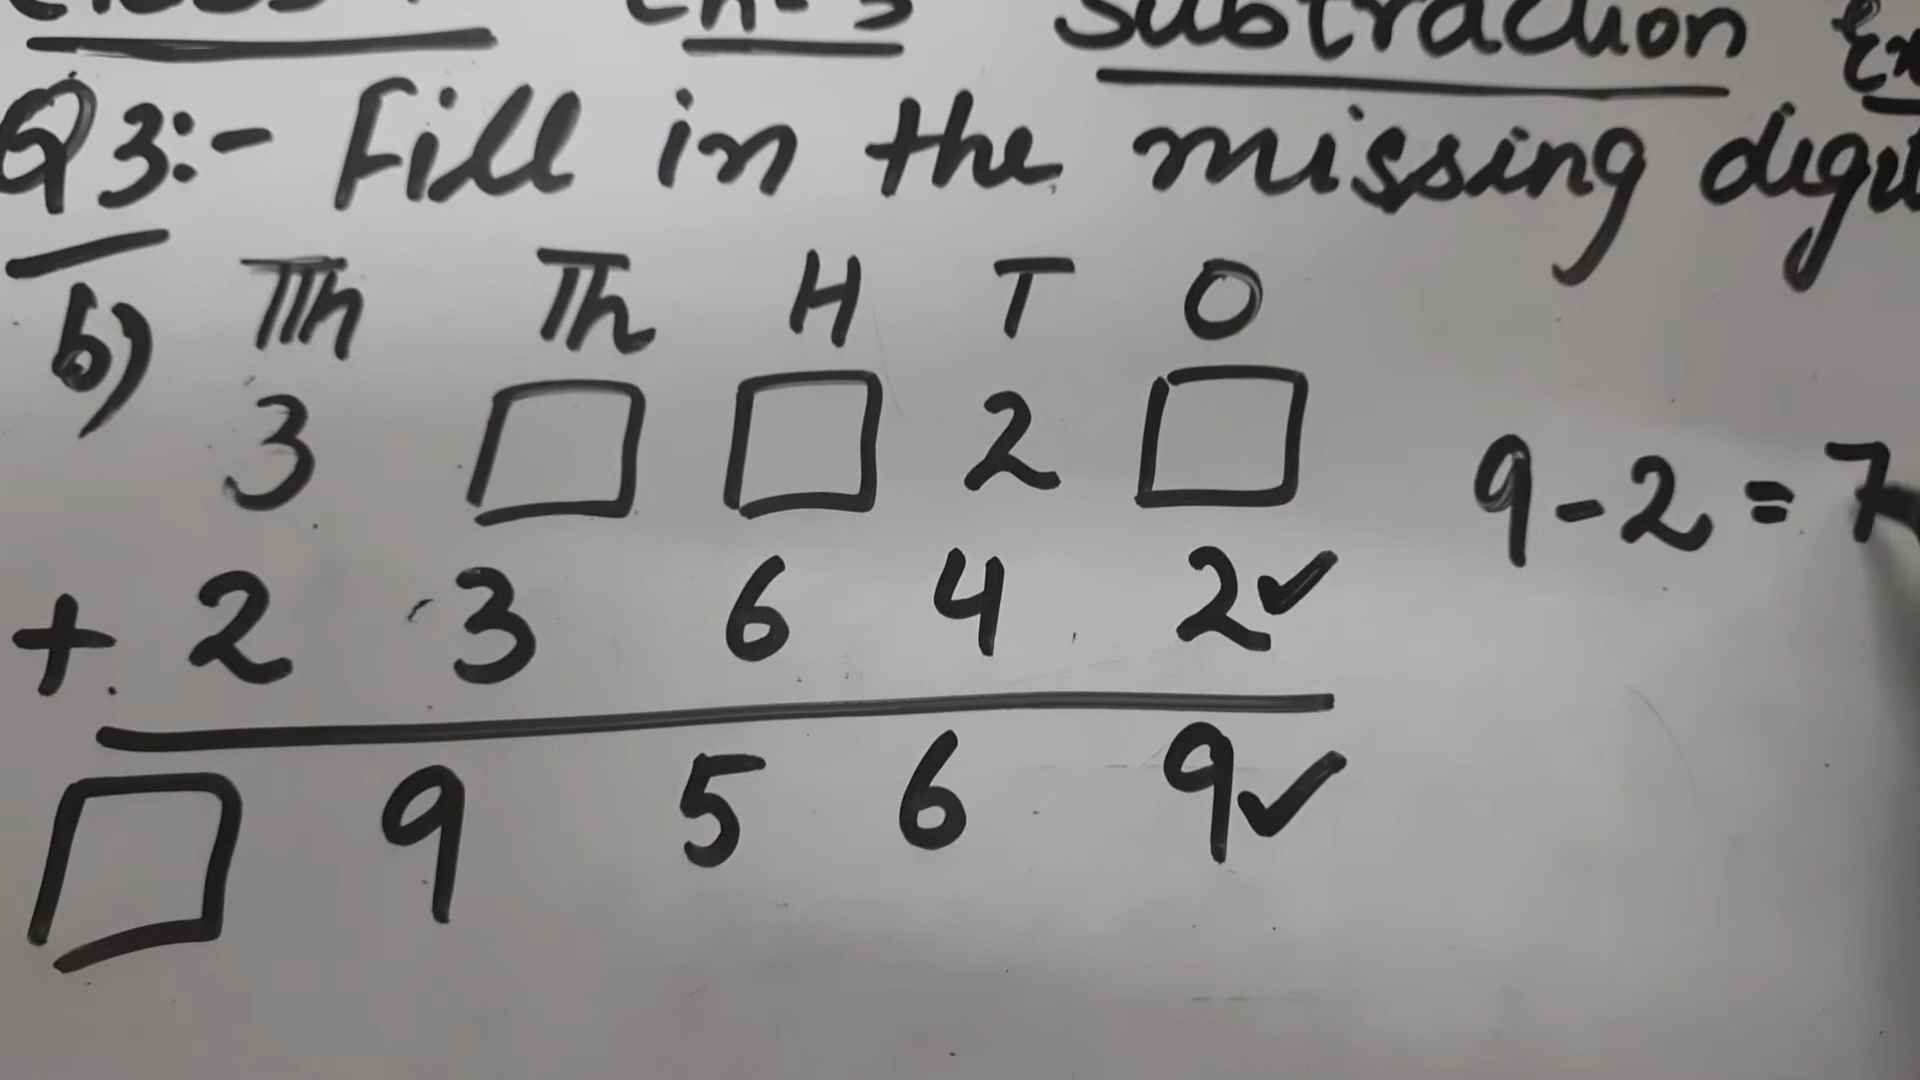 Subtraction
Q3:- Fill in the missing
b) TTh Th H T O
3 □ □ 2 □ 9-2=7
+ 2 3 6 4 2✓
□ 9 5 6 9✓